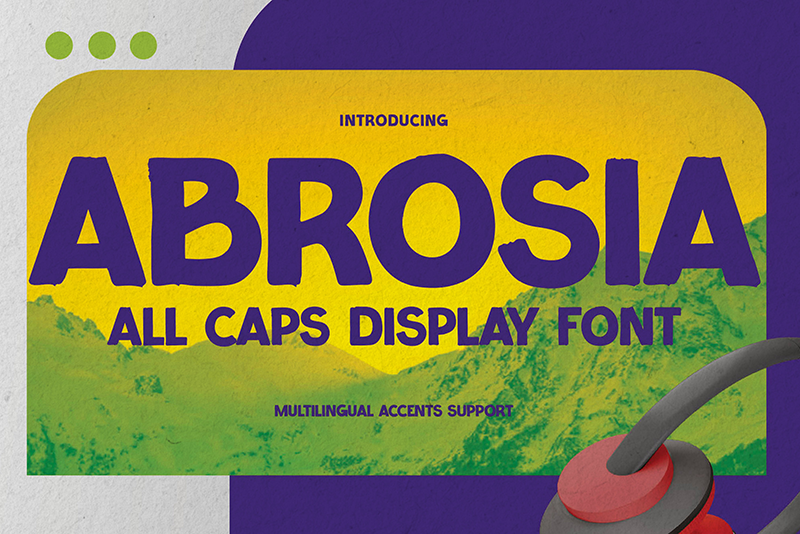 INTRODUCING
ABROSIA
ALL CAPS DISPLAY FONT
MULTILINGUAL ACCENTS SUPPORT